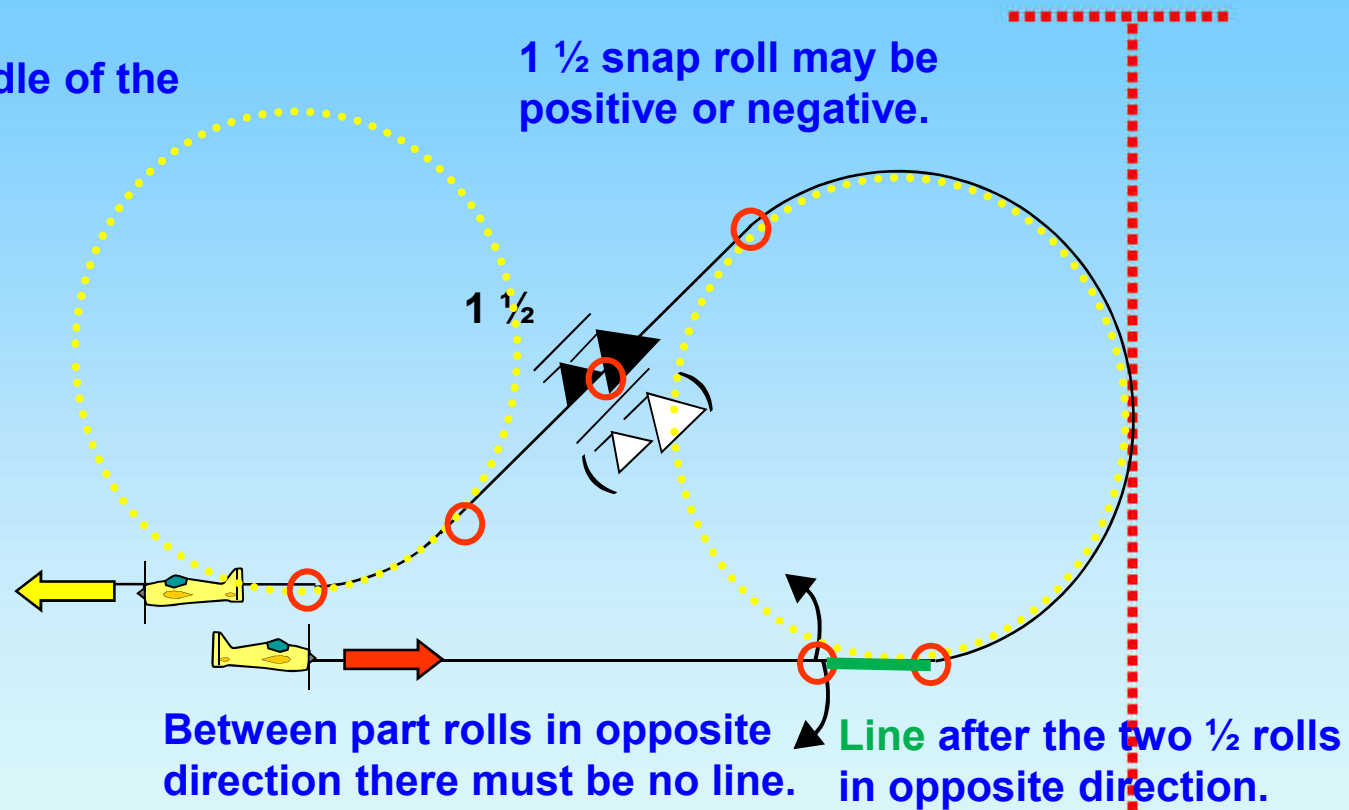 dle of the
1 ½ snap roll may be
positive or negative.
1 ½
Between part rolls in opposite
direction there must be no line.
Line after the two ½ rolls
in opposite direction.